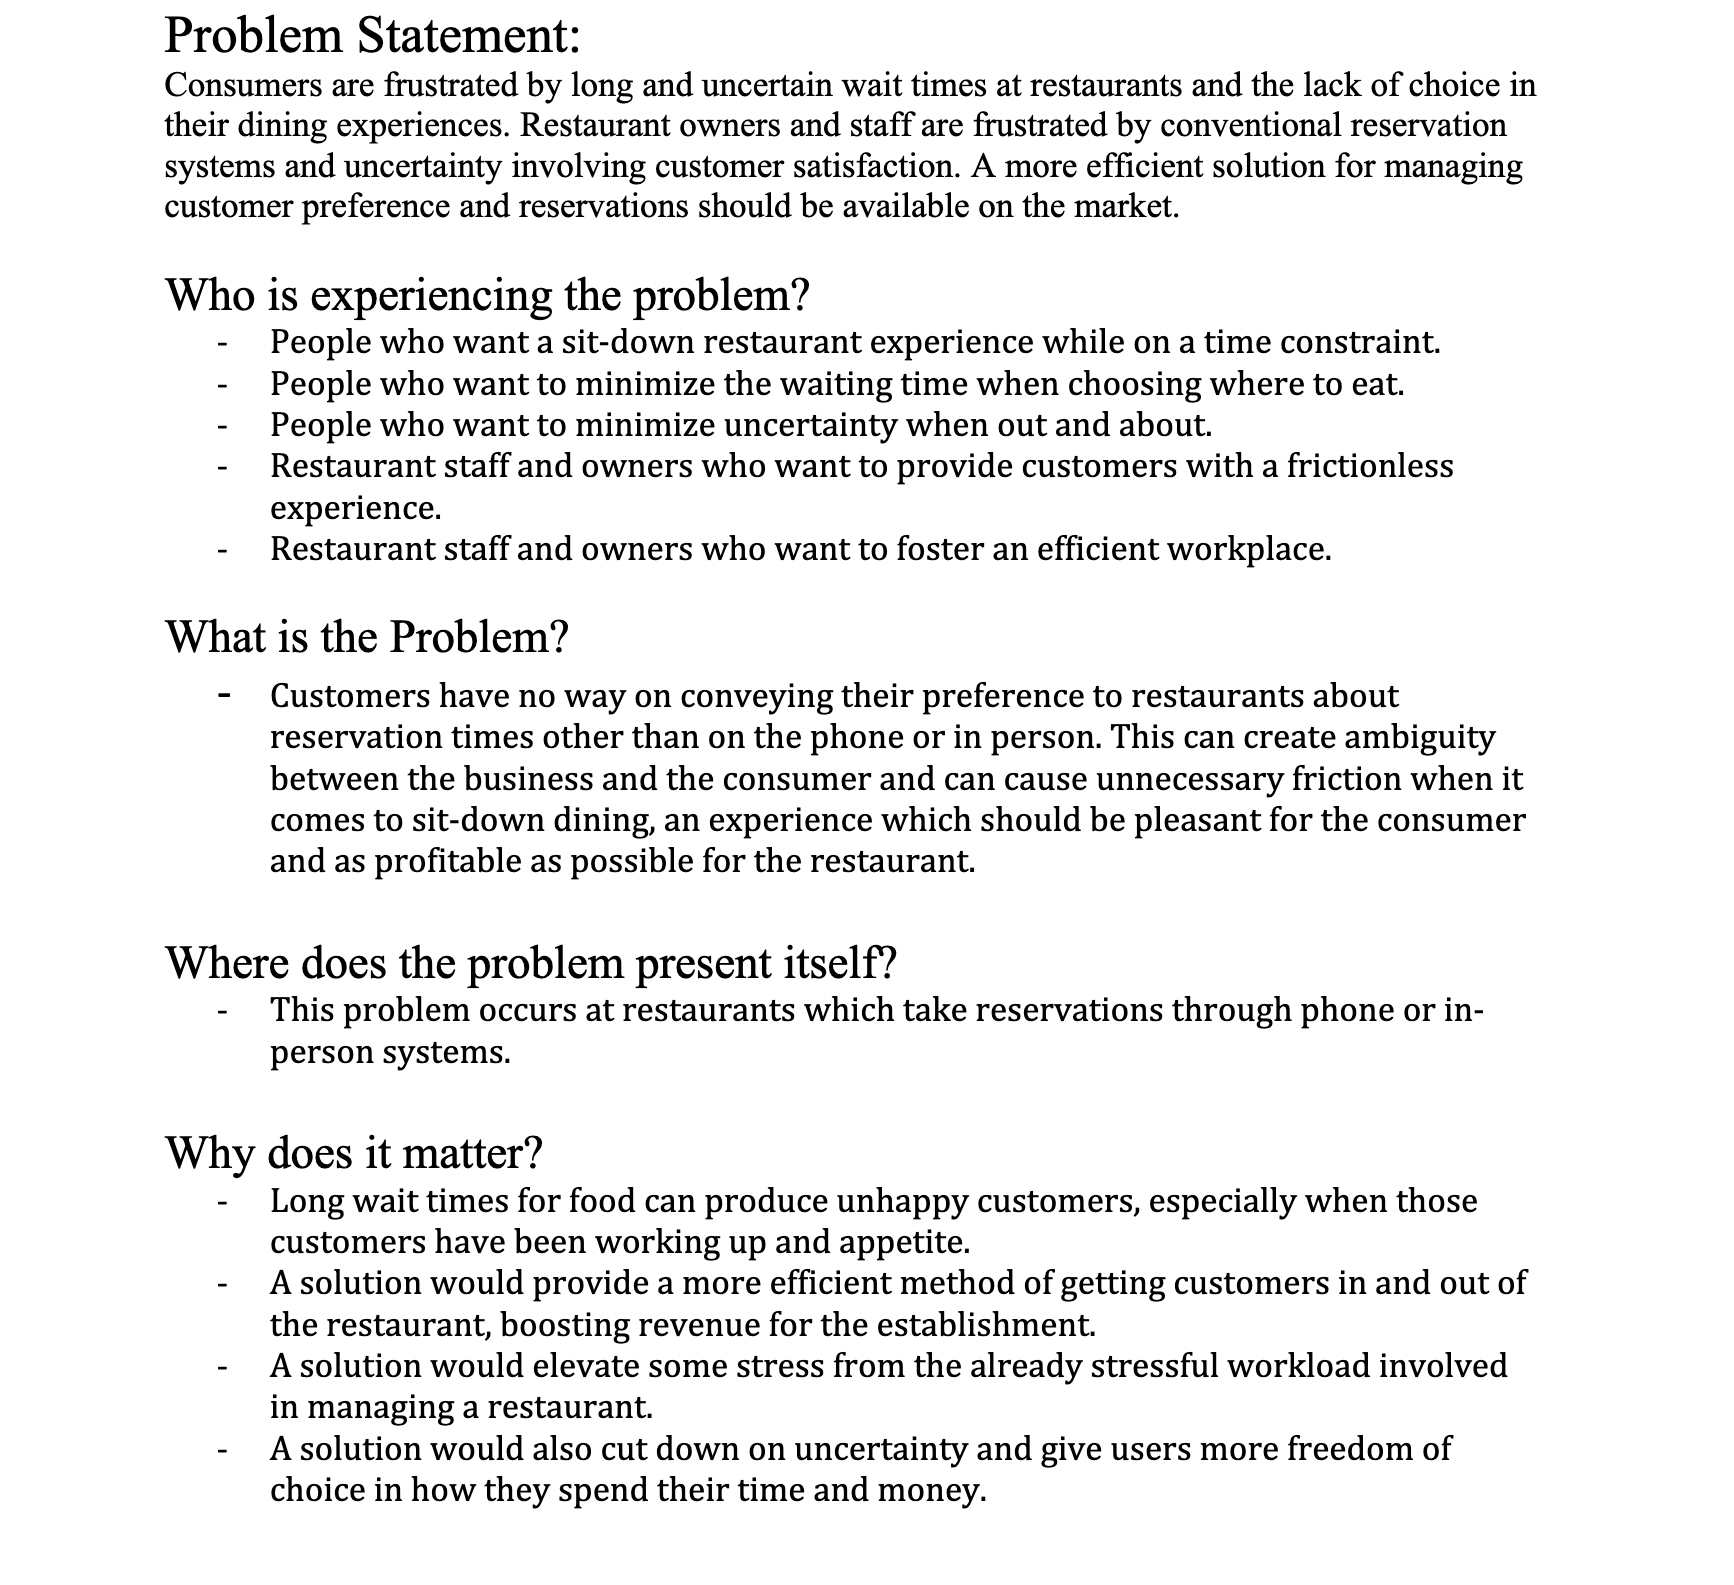 Problem Statement:
Consumers are frustrated by long and uncertain wait times at restaurants and the lack of choice in
their dining experiences. Restaurant owners and staff are frustrated by conventional reservation
systems and uncertainty involving customer satisfaction. A more efficient solution for managing
customer preference and reservations should be available on the market.
Who is experiencing the problem?
- People who want a sit-down restaurant experience while on a time constraint.
- People who want to minimize the waiting time when choosing where to eat.
- People who want to minimize uncertainty when out and about.
- Restaurant staff and owners who want to provide customers with a frictionless
experience.
- Restaurant staff and owners who want to foster an efficient workplace.
What is the Problem?
- Customers have no way on conveying their preference to restaurants about
reservation times other than on the phone or in person. This can create ambiguity
between the business and the consumer and can cause unnecessary friction when it
comes to sit-down dining, an experience which should be pleasant for the consumer
and as profitable as possible for the restaurant.
Where does the problem present itself?
- This problem occurs at restaurants which take reservations through phone or in-
person systems.
Why does it matter?
- Long wait times for food can produce unhappy customers, especially when those
customers have been working up and appetite.
- A solution would provide a more efficient method of getting customers in and out of
the restaurant, boosting revenue for the establishment.
- A solution would elevate some stress from the already stressful workload involved
in managing a restaurant.
- A solution would also cut down on uncertainty and give users more freedom of
choice in how they spend their time and money.